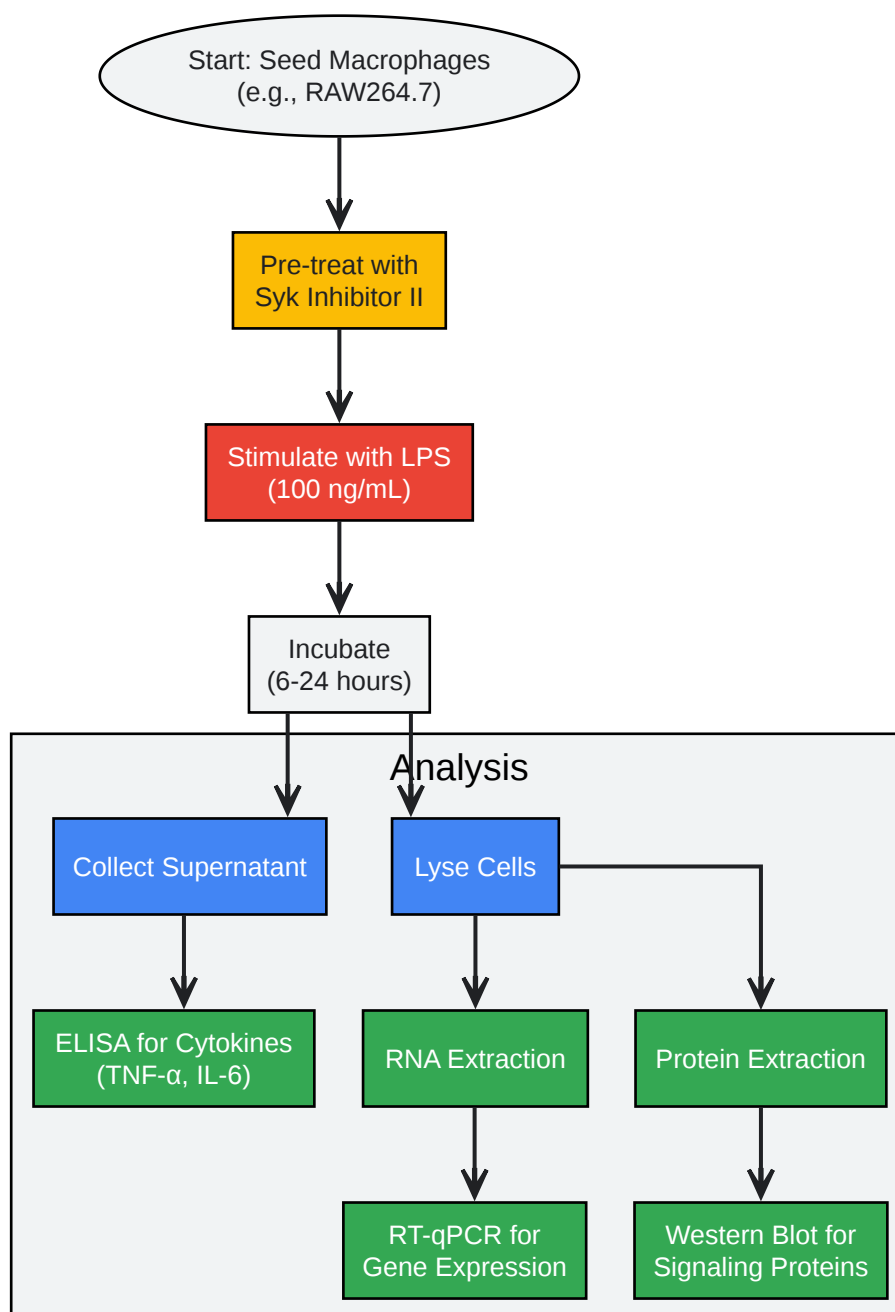 Start: Seed Macrophages
(e.g., RAW264.7)
Pre-treat with
Syk Inhibitor II
Stimulate with LPS
(100 ng/mL)
Incubate
(6-24 hours)
Analysis
Collect Supernatant
Lyse Cells
ELISA for Cytokines
(TNF-α, IL-6)
RNA Extraction
Protein Extraction
RT-qPCR for
Gene Expression
Western Blot for
Signaling Proteins